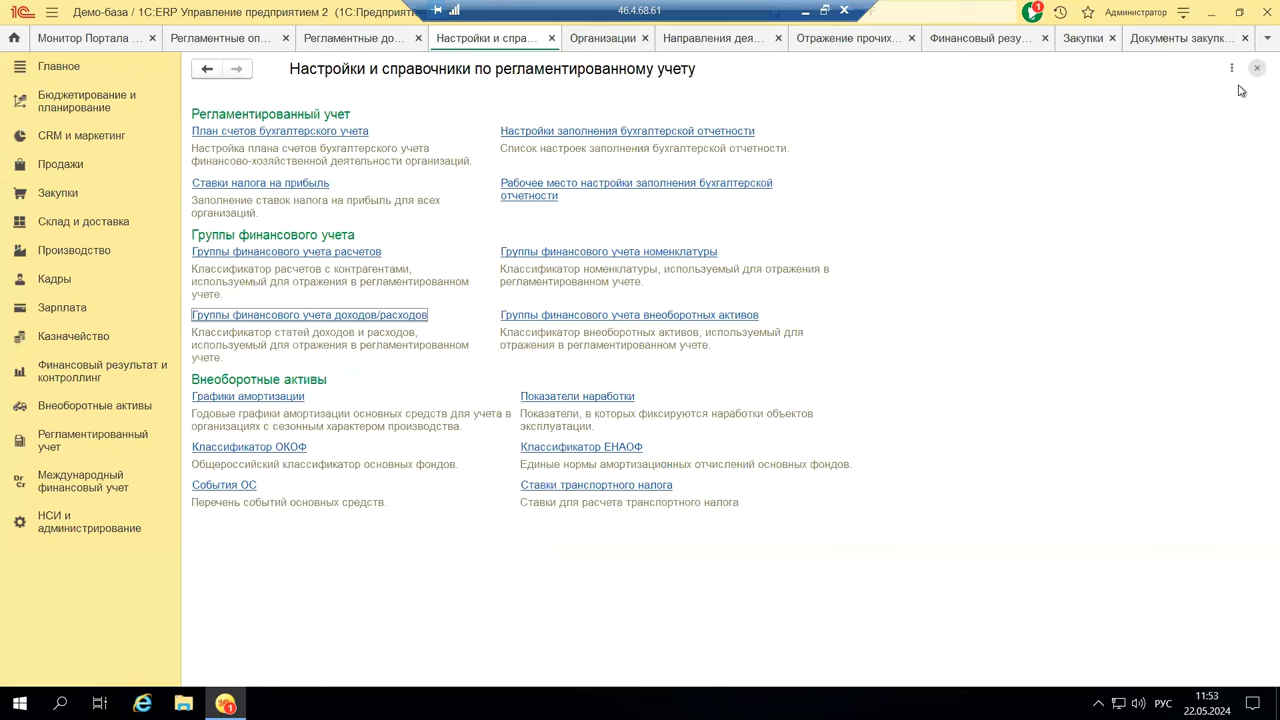 Демо-база / 1С:ERP Управление предприятием 2 (1С:Предприяти
46.4.68.61
1
Администратор
Монитор Портала ...
Регламентные оп...
Регламентные до...
Настройки и спра...
Организации
Направления дея...
Отражение прочих...
Финансовый резу...
Закупки
Документы закупк...
Главное
Бюджетирование и
планирование
CRM и маркетинг
Продажи
Закупки
Склад и доставка
Производство
Кадры
Зарплата
Казначейство
Финансовый результат и
контроллинг
Внеоборотные активы
Регламентированный
учет
Dr
Cr
Международный
финансовый учет
НСИ и
администрирование
Настройки и справочники по регламентированному учету
Регламентированный учет
План счетов бухгалтерского учета
Настройка плана счетов бухгалтерского учета
финансово-хозяйственной деятельности организаций.
Настройки заполнения бухгалтерской отчетности
Список настроек заполнения бухгалтерской отчетности.
Ставки налога на прибыль
Заполнение ставок налога на прибыль для всех
организаций.
Рабочее место настройки заполнения бухгалтерской
отчетности
Группы финансового учета
Группы финансового учета расчетов
Классификатор расчетов с контрагентами,
используемый для отражения в регламентированном
учете.
Группы финансового учета номенклатуры
Классификатор номенклатуры, используемый для отражения в
регламентированном учете.
Группы финансового учета доходов/расходов
Классификатор статей доходов и расходов,
используемый для отражения в регламентированном
учете.
Группы финансового учета внеоборотных активов
Классификатор внеоборотных активов, используемый для
отражения в регламентированном учете.
Внеоборотные активы
Графики амортизации
Годовые графики амортизации основных средств для учета в
организациях с сезонным характером производства.
Показатели наработки
Показатели, в которых фиксируются наработки объектов
эксплуатации.
Классификатор ОКОФ
Общероссийский классификатор основных фондов.
Классификатор ЕНАОФ
Единые нормы амортизационных отчислений основных фондов.
События ОС
Перечень событий основных средств.
Ставки транспортного налога
Ставки для расчета транспортного налога
1
РУС
11:53
22.05.2024